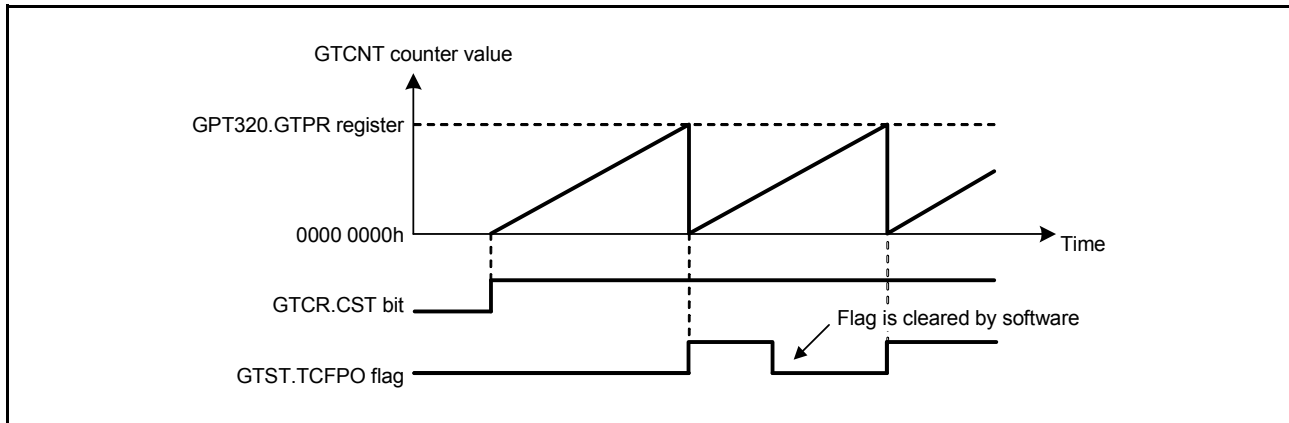 GTCNT counter value
GPT320.GTPR register
0000 0000h
Time
GTCR.CST bit
Flag is cleared by software
GTST.TCFPO flag